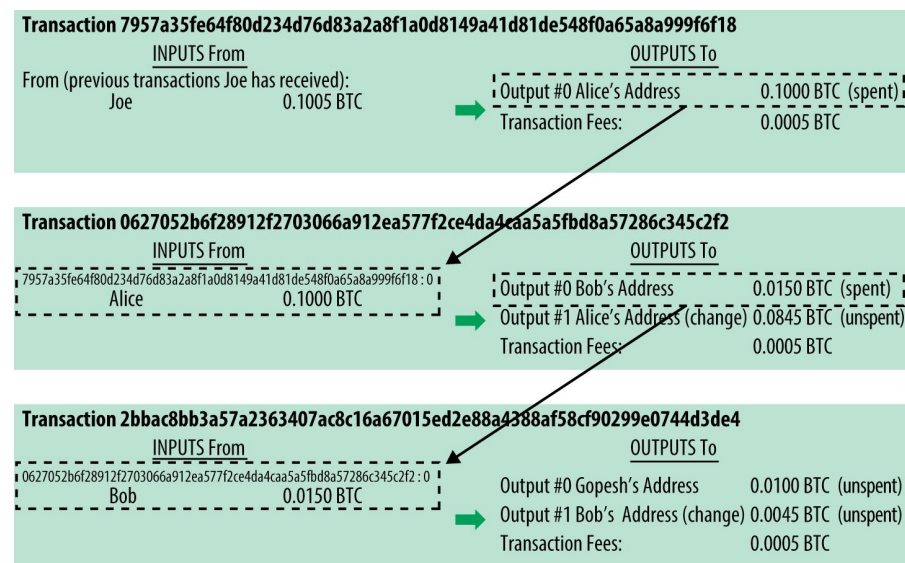 Transaction 7957a35fe64f80d234d76d83a2a8f1a0d8149a41d81de548f0a65a8a999f6f18
INPUTS From
OUTPUTS To
From (previous transactions Joe has received):
Joe 0.1005 BTC
Output #0 Alice's Address 0.1000 BTC (spent)
Transaction Fees: 0.0005 BTC
Transaction 0627052b6f28912f2703066a912ea577f2ce4da4caa5a5fbd8a57286c345c2f2
INPUTS From
OUTPUTS To
7957a35fe64f80d234d76d83a2a8f1a0d8149a41d81de548f0a65a8a999f6f18 : 0
Alice 0.1000 BTC
Output #0 Bob's Address 0.0150 BTC (spent)
Output #1 Alice's Address (change) 0.0845 BTC (unspent)
Transaction Fees: 0.0005 BTC
Transaction 2bbac8bb3a57a2363407ac8c16a67015ed2e88a4388af58cf90299e0744d3de4
INPUTS From
OUTPUTS To
0627052b6f28912f2703066a912ea577f2ce4da4caa5a5fbd8a57286c345c2f2 : 0
Bob 0.0150 BTC
Output #0 Gopesh's Address 0.0100 BTC (unspent)
Output #1 Bob's Address (change) 0.0045 BTC (unspent)
Transaction Fees: 0.0005 BTC